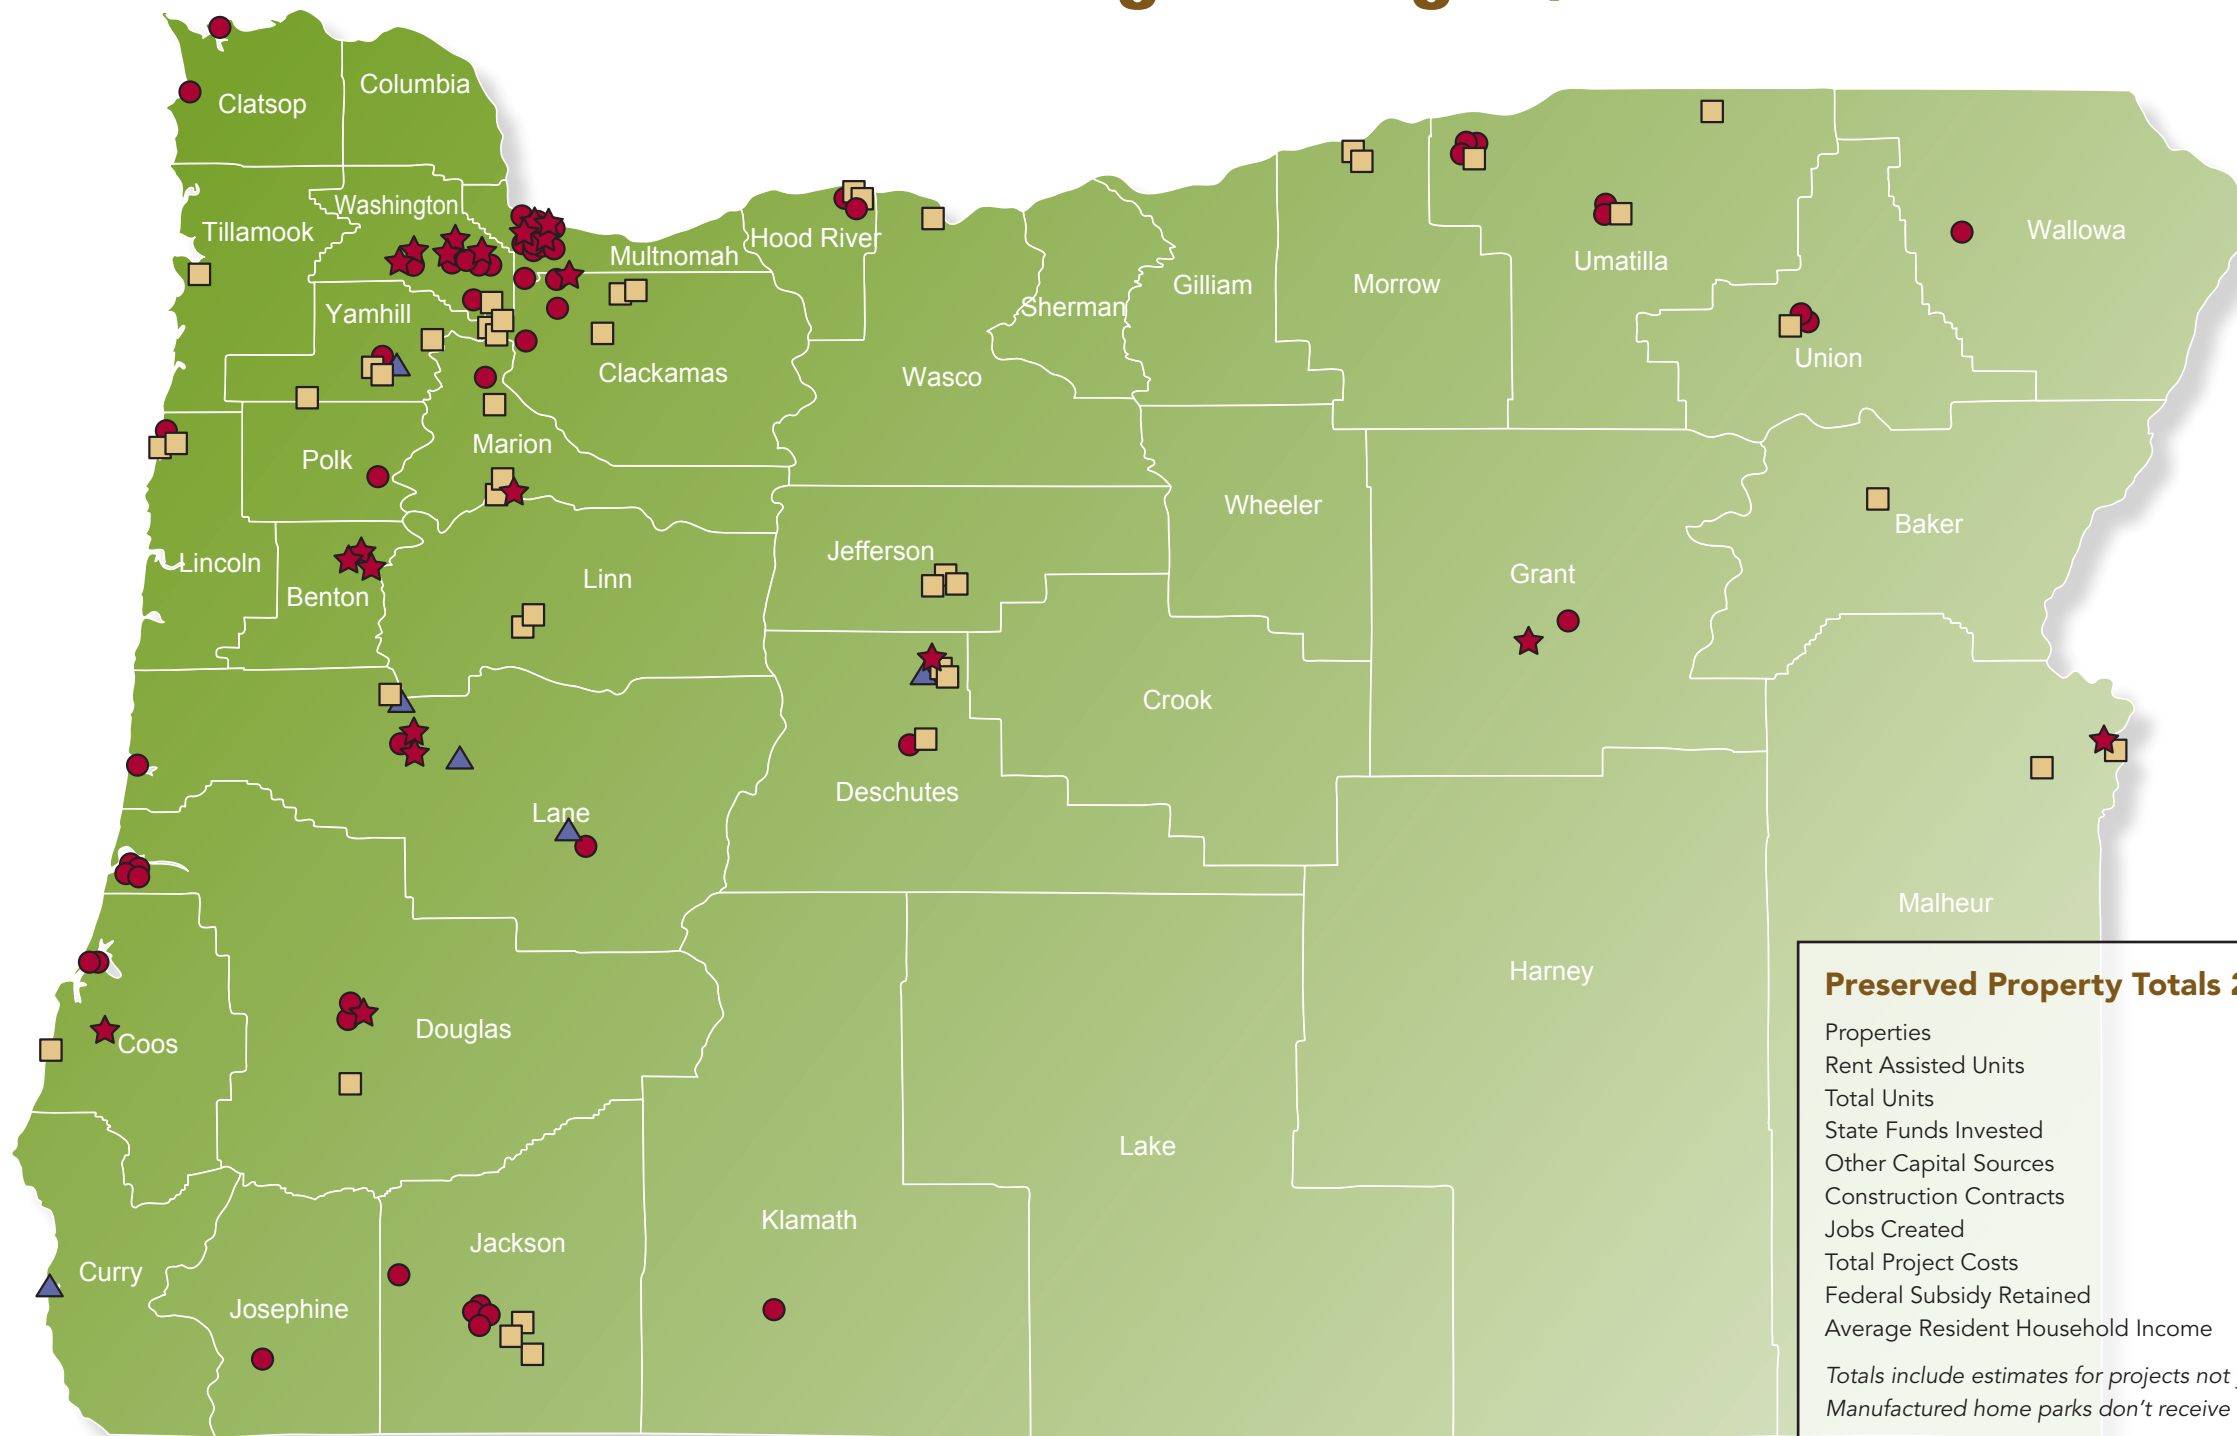 Columbia
Clatsop
Washington
Tillamook
Multnomah
Hood River
Wallowa
Umatilla
Gilliam
Morrow
Sherman
Yamhill
Union
Clackamas
Wasco
Marion
Polk
Wheeler
Baker
Jefferson
Lincoln
Linn
Grant
Benton
Crook
Deschutes
Lane
Malheur
Harney
Douglas
Coos
Lake
Klamath
Jackson
Curry
Josephine
Preserved Property Totals
Properties
Rent Assisted Units
Total Units
State Funds Invested
Other Capital Sources
Construction Contracts
Jobs Created
Total Project Costs
Federal Subsidy Retained
Average Resident Household Income
Totals include estimates for projects not
Manufactured home parks don't receive